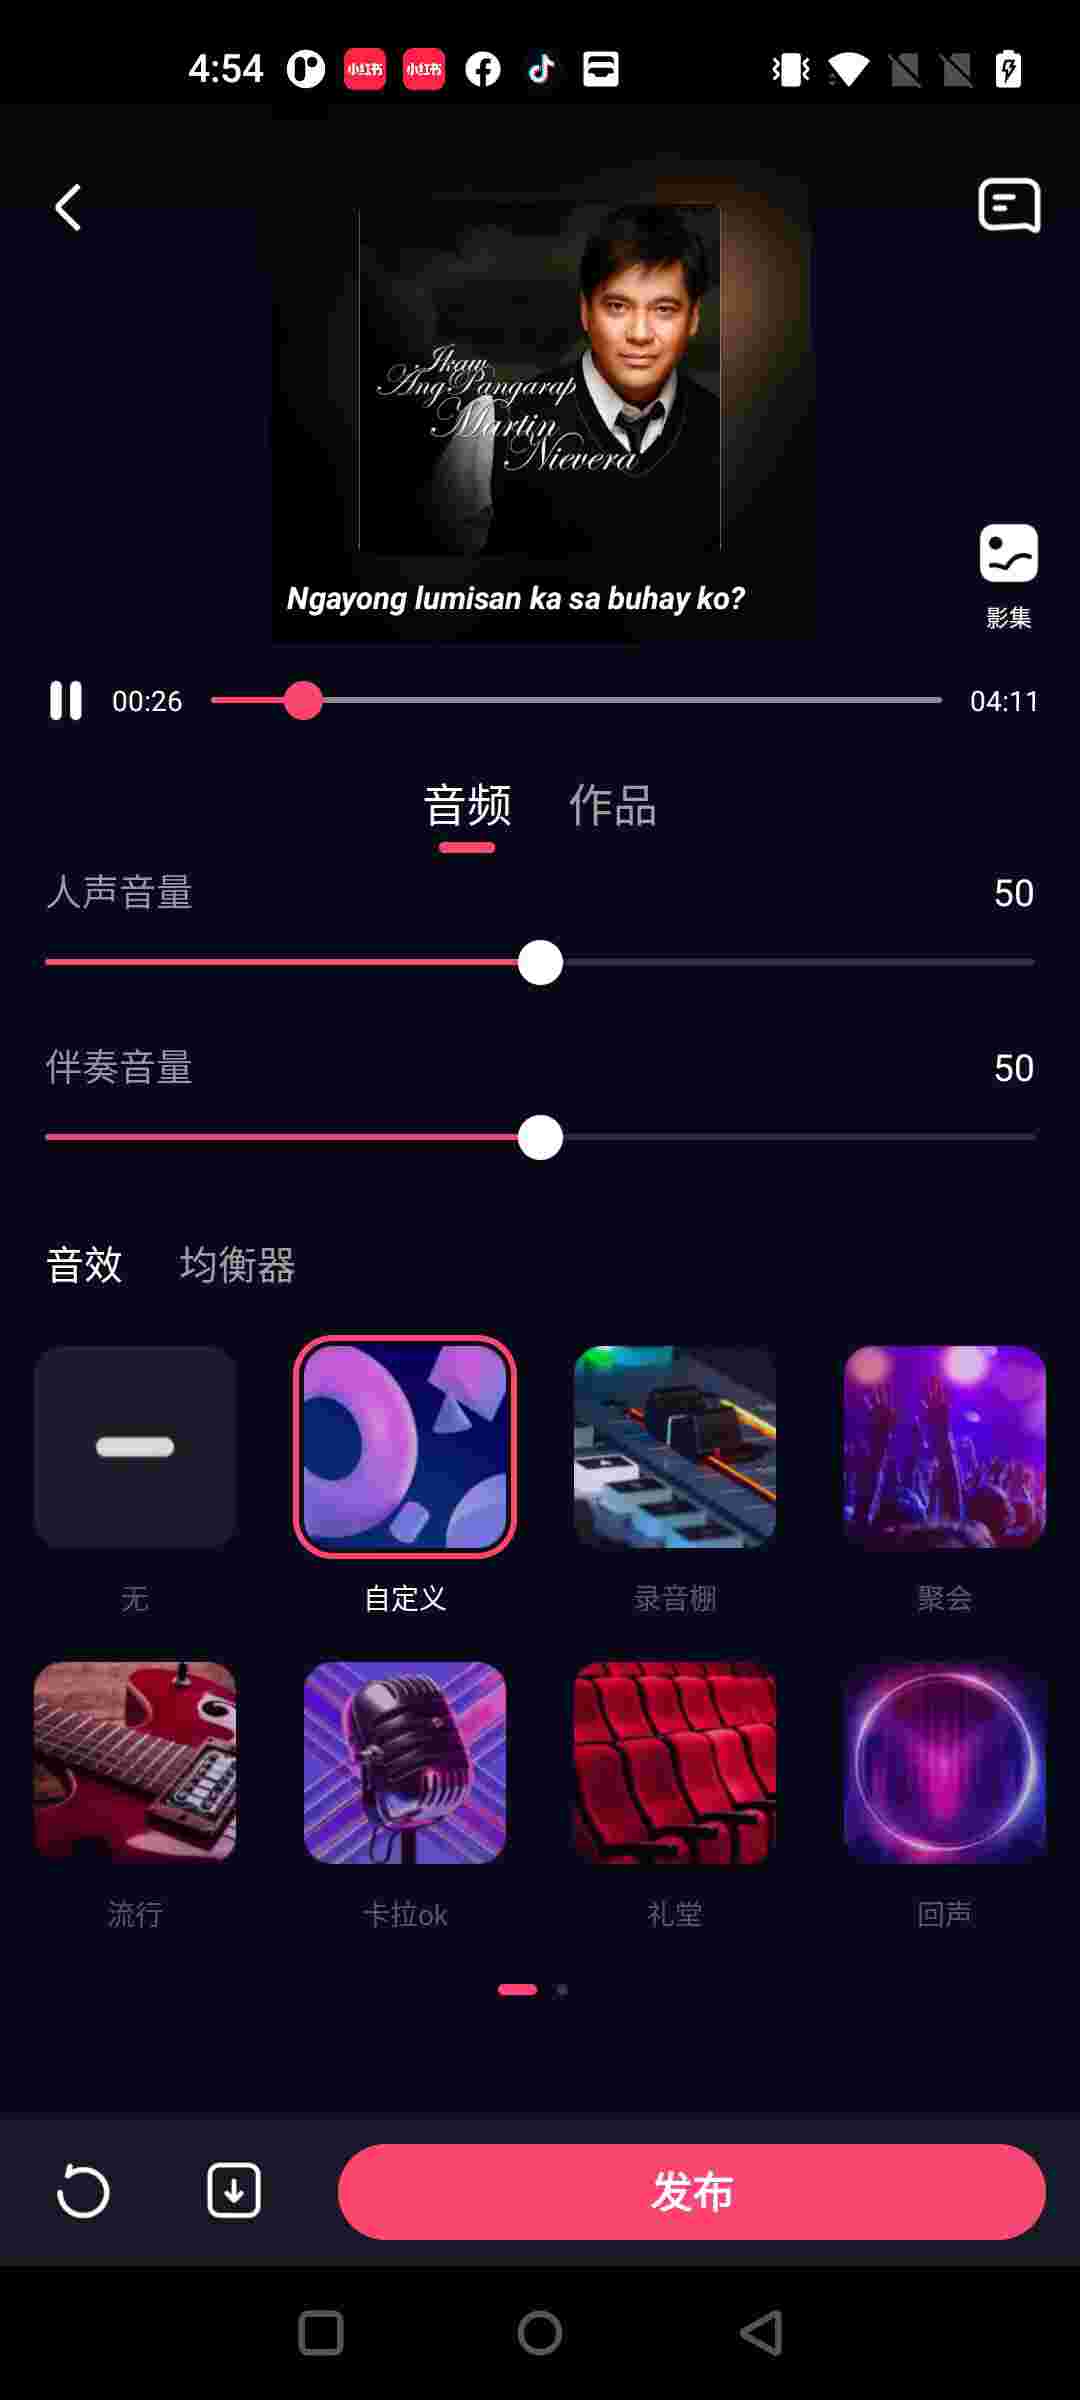 4:54
小红书 小红书
Ikaw
Ang Pangarap
Martin
Nievera
Ngayong lumisan ka sa buhay ko?
影集
00:26
04:11
音频 作品
人声音量 50
伴奏音量 50
音效 均衡器
无 自定义 录音棚 聚会
流行 卡拉ok 礼堂 回声
发布